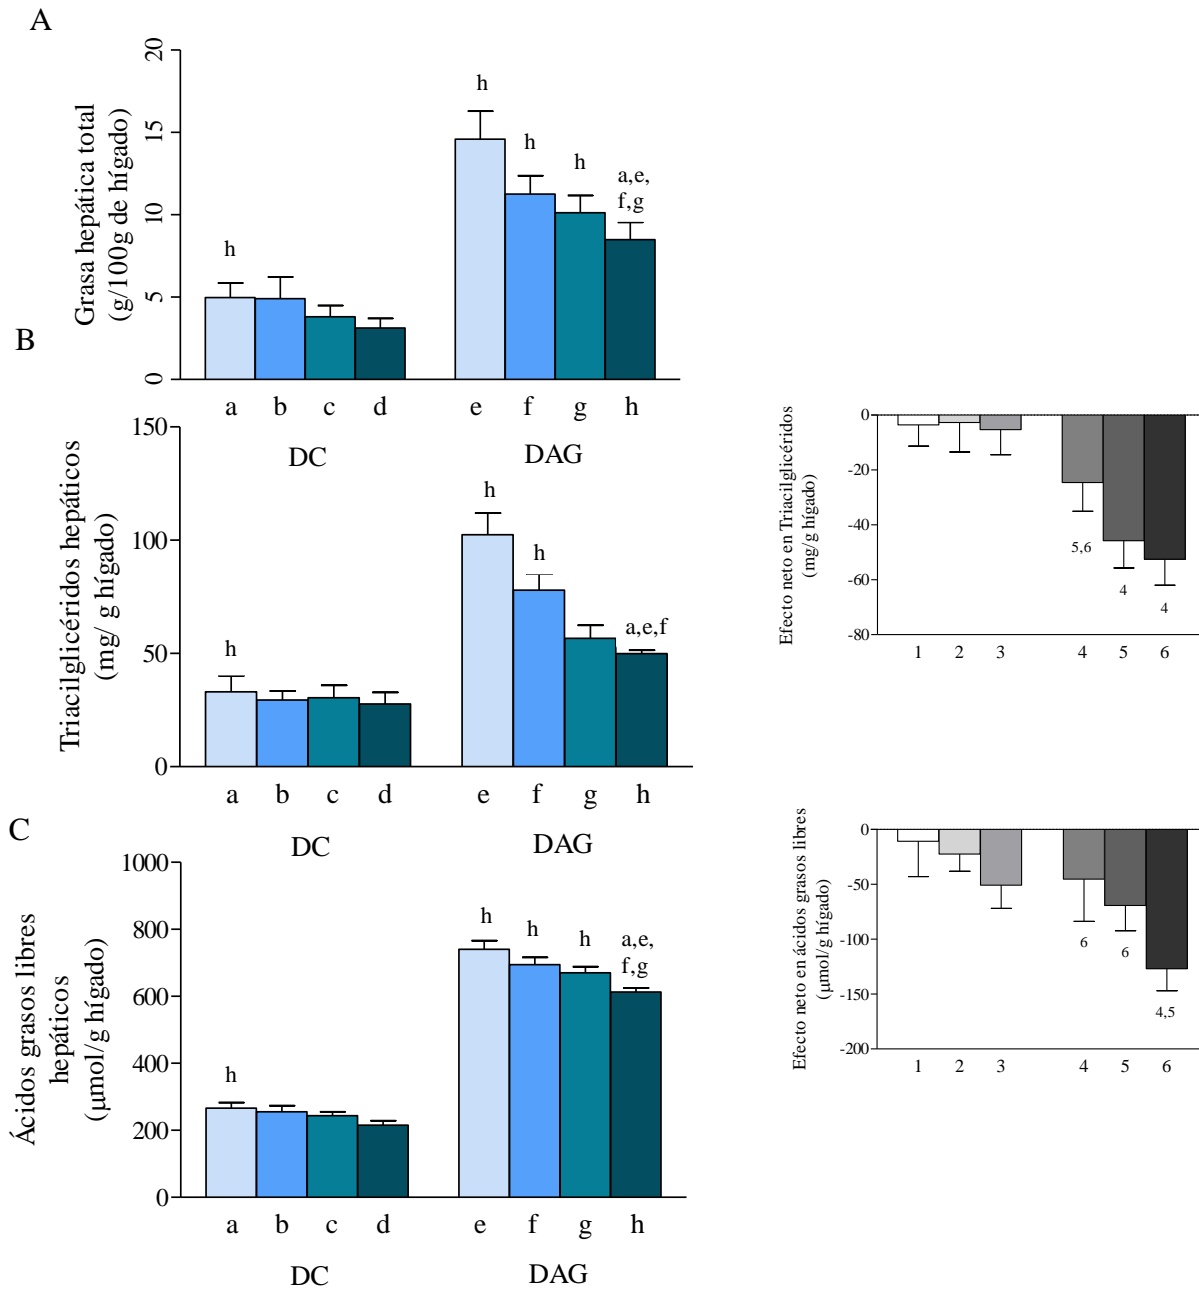 A
Grasa hepática total
(g/100g de hígado)
20
15
10
5
0
h
h
h
h
a,e,
f,g
a b c d e f g h
DC DAG
B
Triacilglicéridos hepáticos
(mg/ g hígado)
150
100
50
0
h
h
h
a,e,f
a b c d e f g h
DC DAG
Efecto neto en Triacilglicéridos
(mg/g hígado)
0
-20
-40
-60
-80
5,6
4
4
1 2 3 4 5 6
C
Ácidos grasos libres
hepáticos
(µmol/g hígado)
1000
800
600
400
200
0
h
h
h
h
a,e,
f,g
a b c d e f g h
DC DAG
Efecto neto en ácidos grasos libres
(µmol/g hígado)
0
-50
-100
-150
-200
6
6
4,5
1 2 3 4 5 6